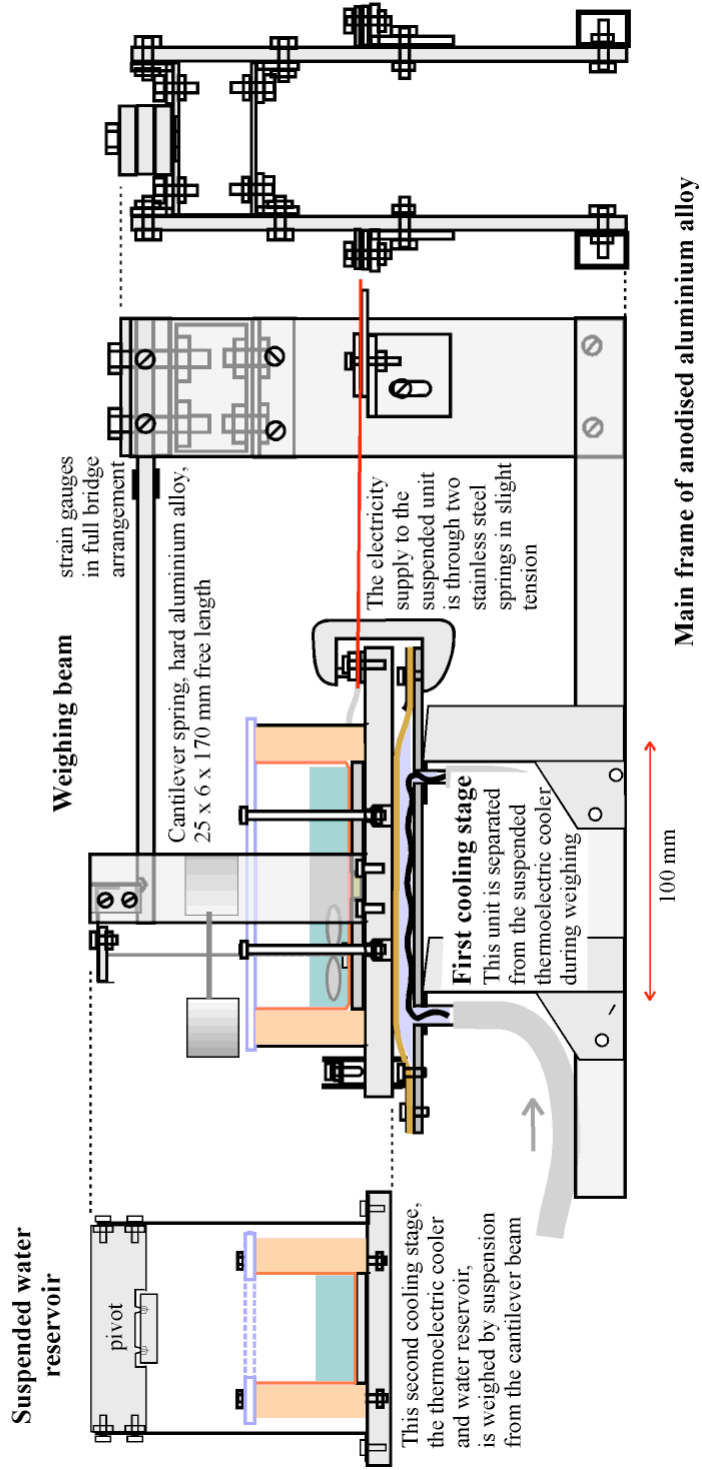 Suspended water
reservoir
pivot
This second cooling stage,
the thermoelectric cooler
and water reservoir,
is weighed by suspension
from the cantilever beam
Weighing beam
Cantilever spring, hard aluminium alloy,
25 x 6 x 170 mm free length
strain gauges
in full bridge
arrangement
The electricity
supply to the
suspended unit
is through two
stainless steel
springs in slight
tension
First cooling stage
This unit is separated
from the suspended
thermoelectric cooler
during weighing
100 mm
Main frame of anodised aluminium alloy